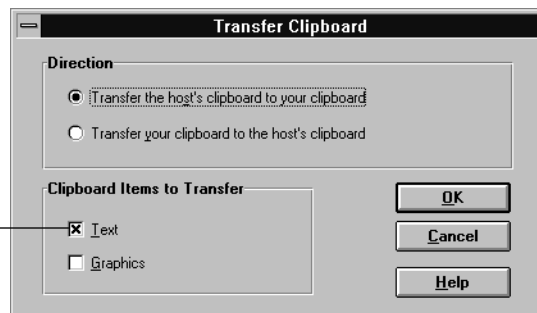 Transfer Clipboard
Direction
Transfer the host's clipboard to your clipboard
Transfer your clipboard to the host's clipboard
Clipboard Items to Transfer
Text
Graphics
OK
Cancel
Help